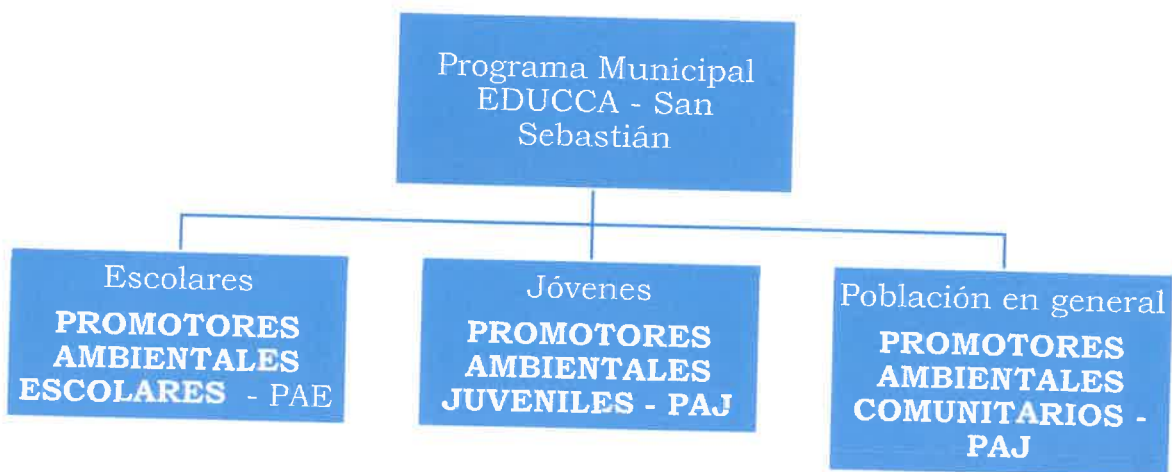 Programa Municipal
EDUCCA - San
Sebastián
Escolares
PROMOTORES
AMBIENTALES
ESCOLARES - PAE
Jóvenes
PROMOTORES
AMBIENTALES
JUVENILES - PAJ
Población en general
PROMOTORES
AMBIENTALES
COMUNITARIOS -
PAJ